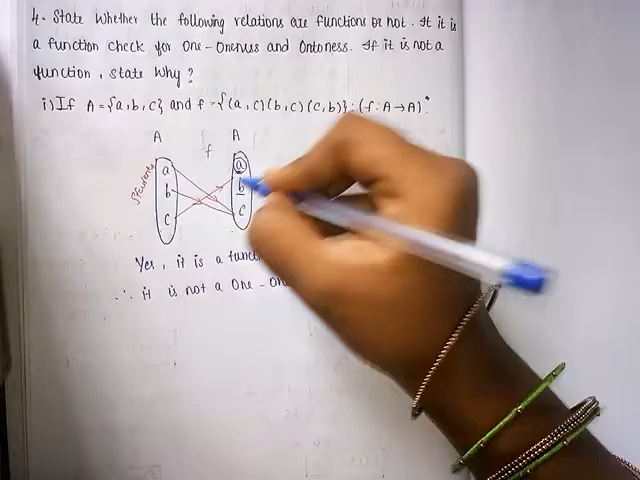 4. State Whether the following relations are functions or not. If it is
a function check for One-Oneness and Ontoness. If it is not a
function, state Why?
i) If A = {a, b, c} and f = {(a, c)(b, c)(c, b)}: (f: A → A).
A f A
a a
b b
c c
Yes, it is a func
∴ it is not a One-On